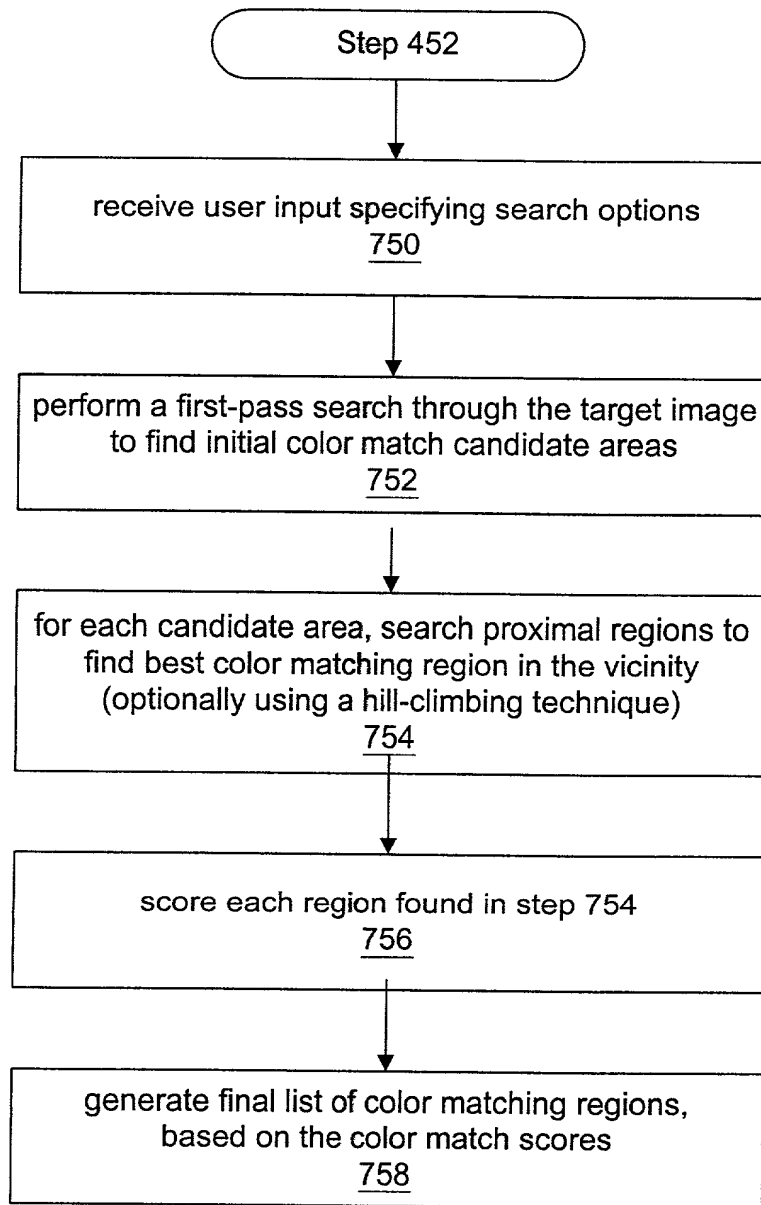 Step 452
receive user input specifying search options
750
perform a first-pass search through the target image
to find initial color match candidate areas
752
for each candidate area, search proximal regions to
find best color matching region in the vicinity
(optionally using a hill-climbing technique)
754
score each region found in step 754
756
generate final list of color matching regions,
based on the color match scores
758